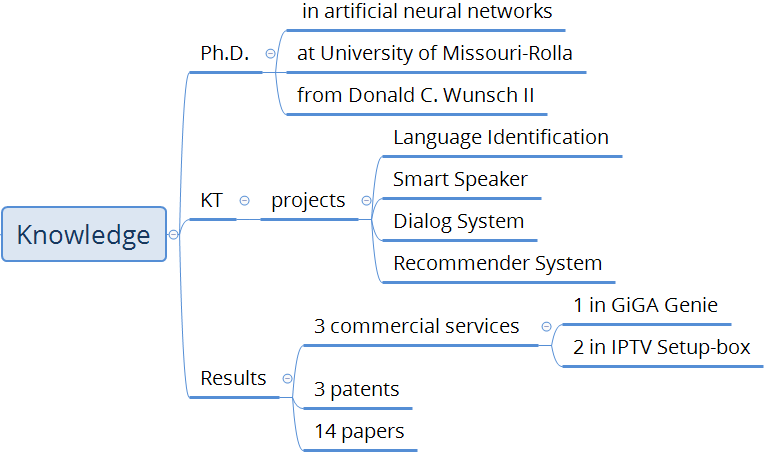 Knowledge
Ph.D.
in artificial neural networks
at University of Missouri-Rolla
from Donald C. Wunsch II
KT
projects
Language Identification
Smart Speaker
Dialog System
Recommender System
Results
3 commercial services
1 in GiGA Genie
2 in IPTV Setup-box
3 patents
14 papers